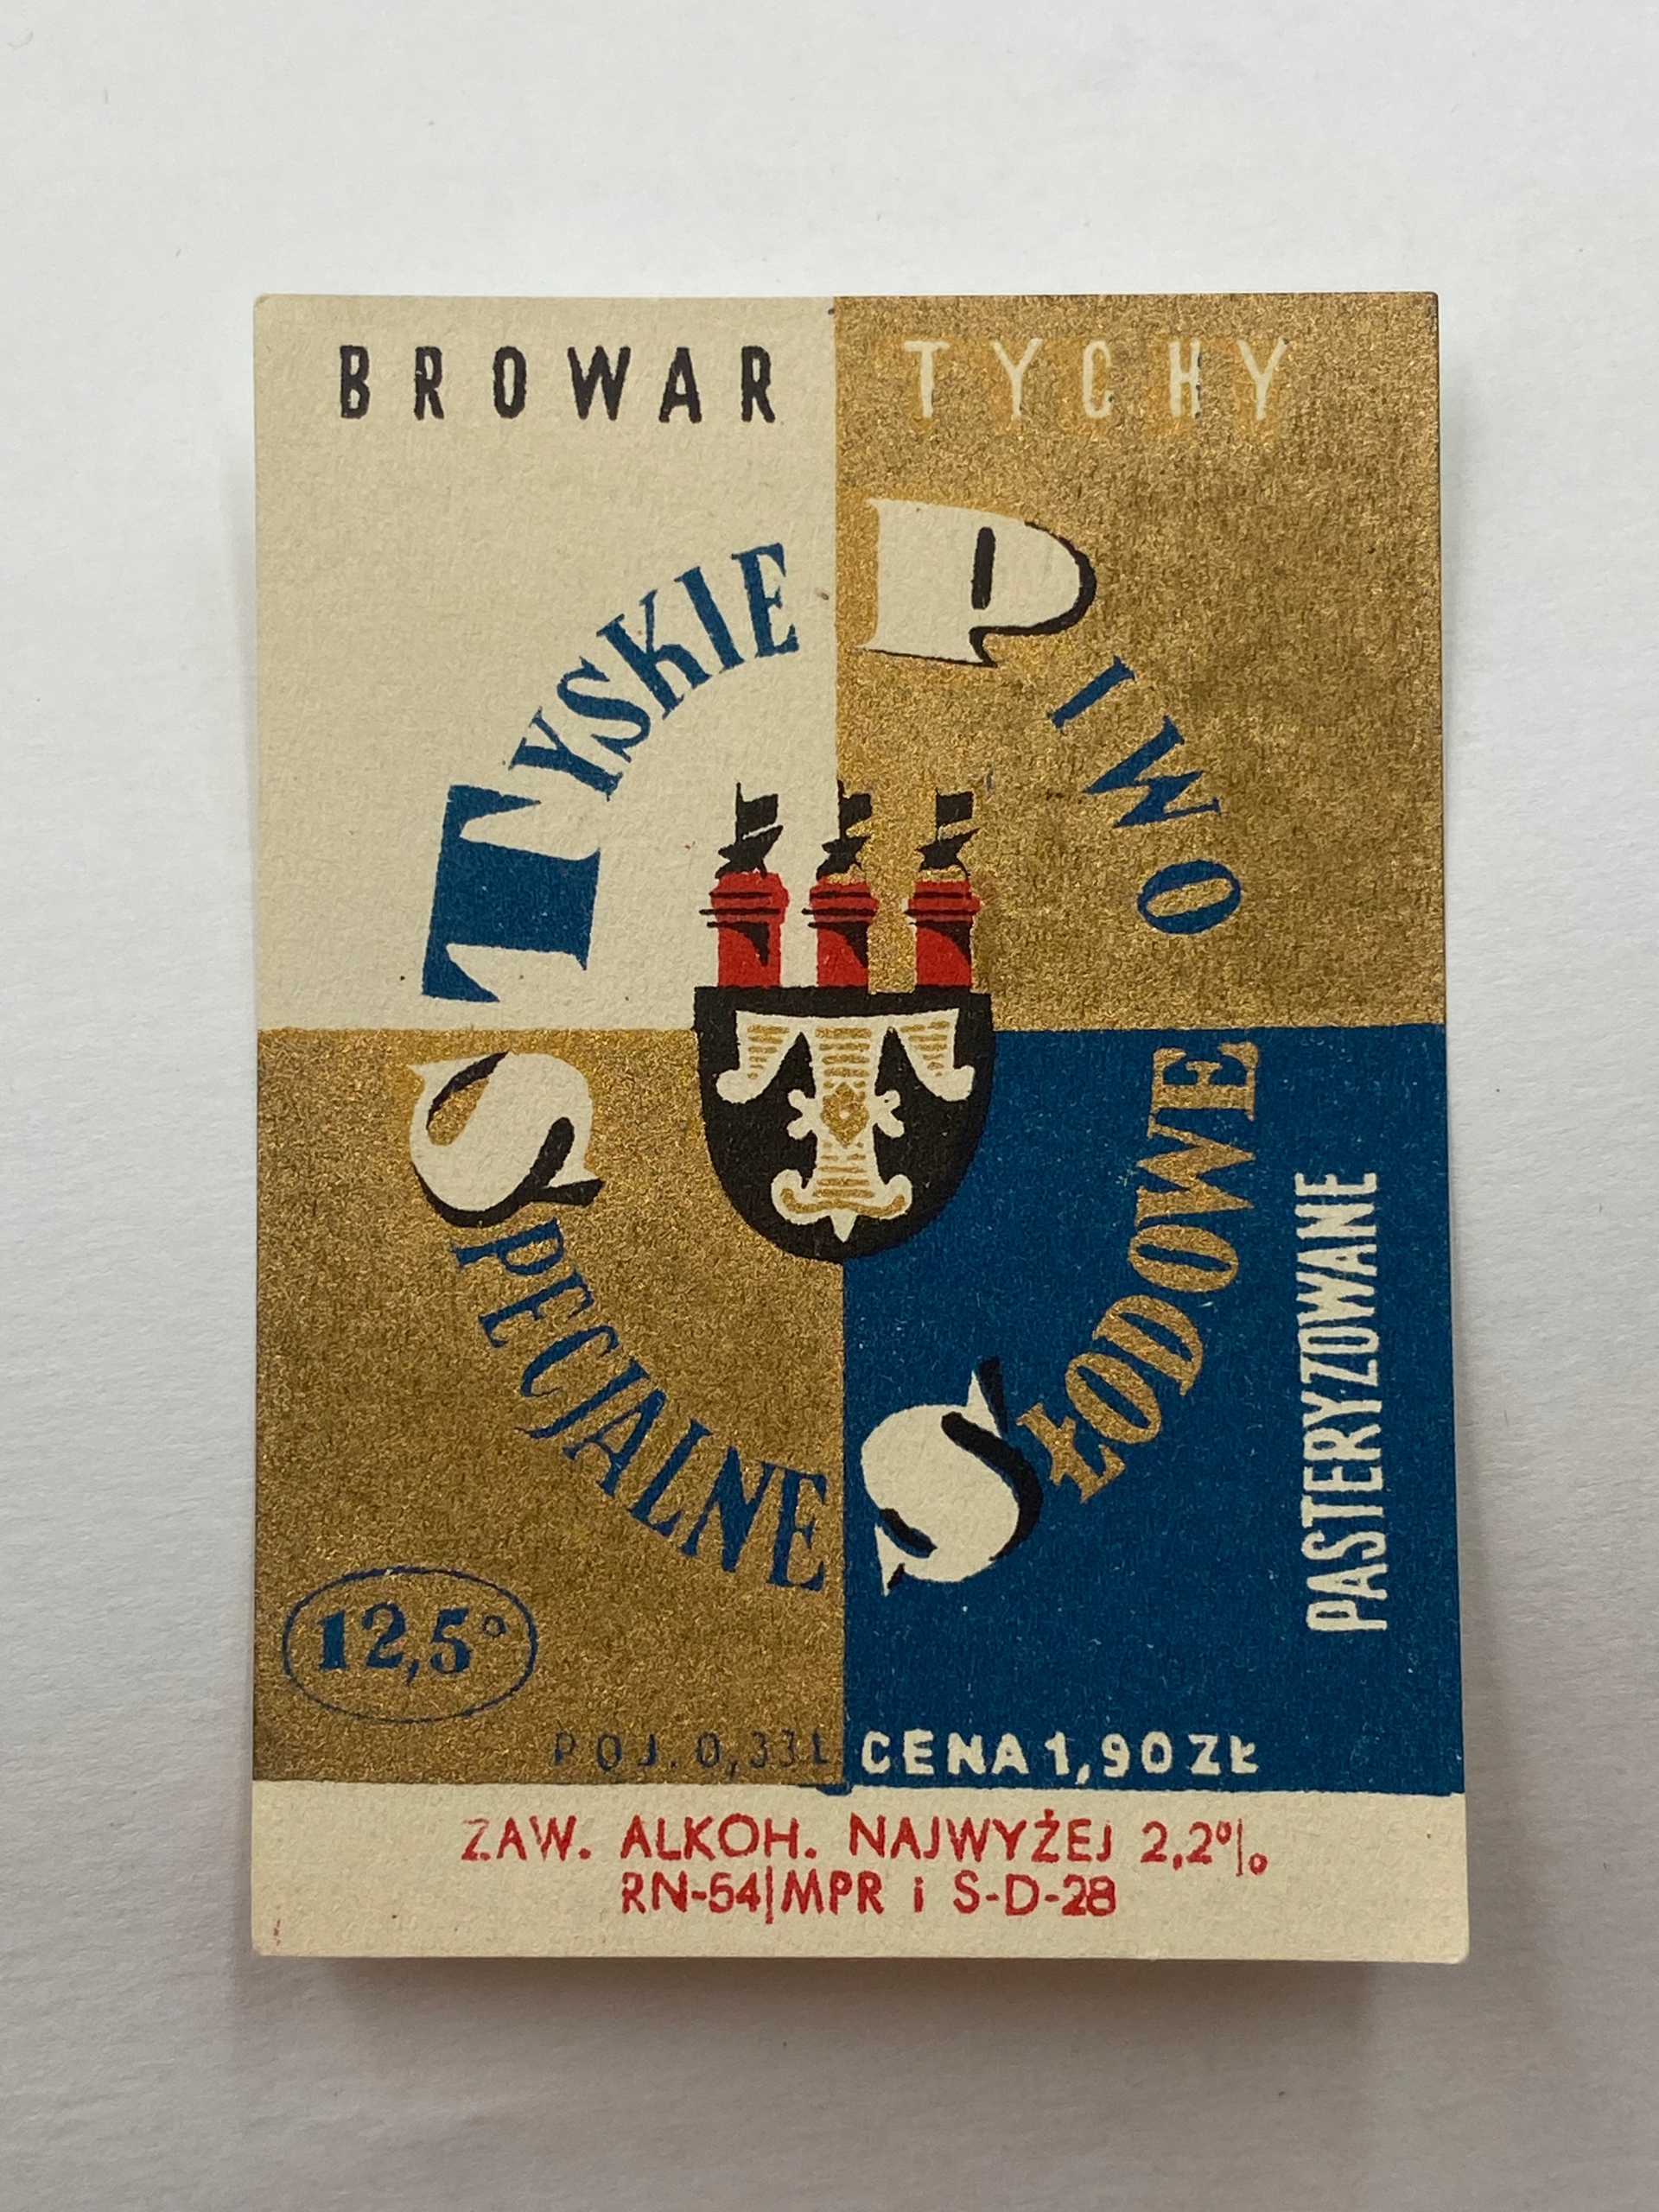 BROWAR TYCHY
TYSKIE
PIWO
SPECJALNE
SŁODOWE
PASTERYZOWANE
12,5°
POJ. 0,33L CENA 1,90 ZŁ
ZAW. ALKOH. NAJWYŻEJ 2,2%
RN-54|MPR i S-D-28